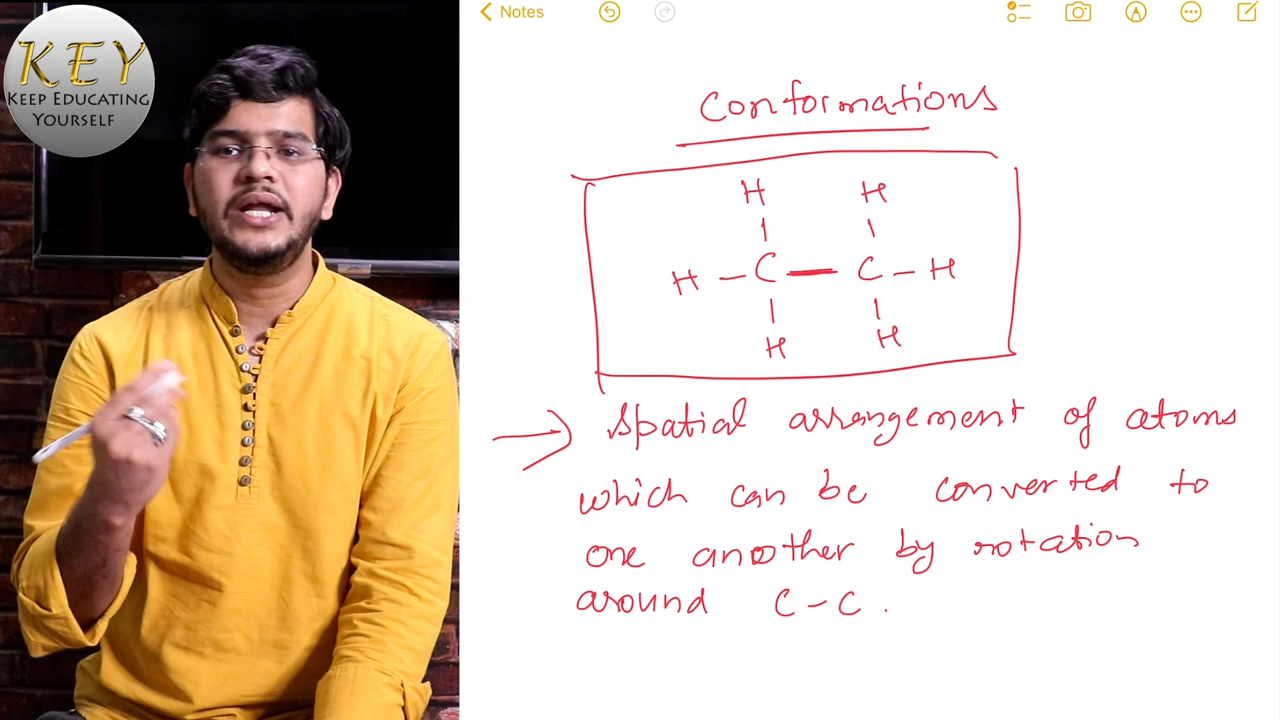 KEY
KEEP EDUCATING
YOURSELF
Notes
Conformations
H H
H – C – C – H
H H
Spatial arrangement of atoms
which can be converted to
one another by rotation
around C – C .